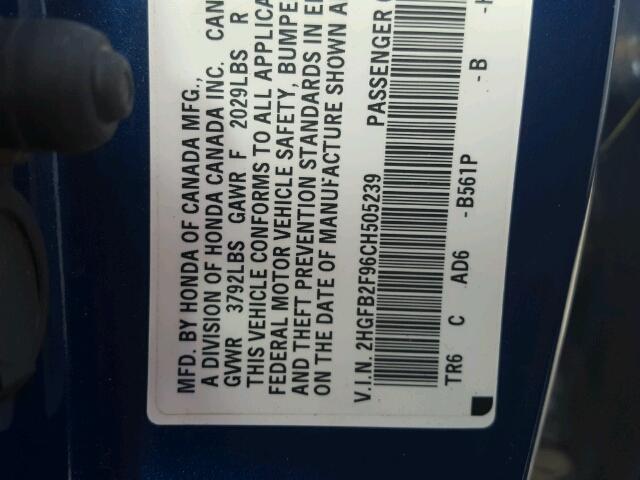 MFD. BY HONDA OF CANADA MFG.,
A DIVISION OF HONDA CANADA INC. CAN
GVWR 3792LBS GAWR F 2029LBS R
THIS VEHICLE CONFORMS TO ALL APPLICA
FEDERAL MOTOR VEHICLE SAFETY, BUMPE
AND THEFT PREVENTION STANDARDS IN E
ON THE DATE OF MANUFACTURE SHOWN A
V.I.N. 2HGFB2F96CH505239 PASSENGER
TR6 C AD6 -B561P -B